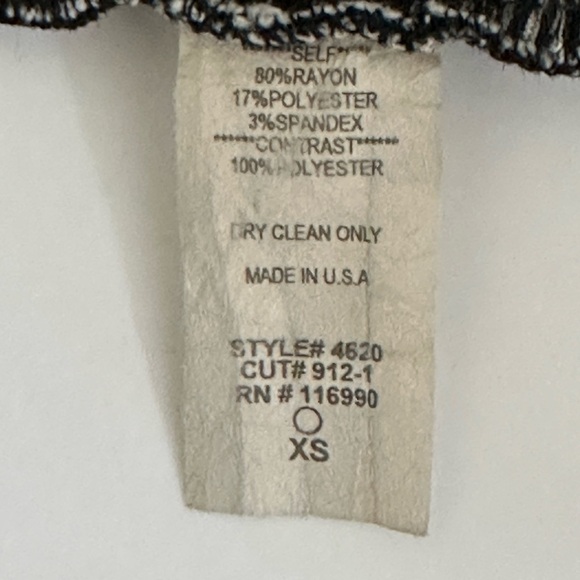 *****SELF*****
80%RAYON
17%POLYESTER
3%SPANDEX
******CONTRAST******
100%POLYESTER
DRY CLEAN ONLY
MADE IN U.S.A
STYLE# 4620
CUT# 912-1
RN # 116990
XS